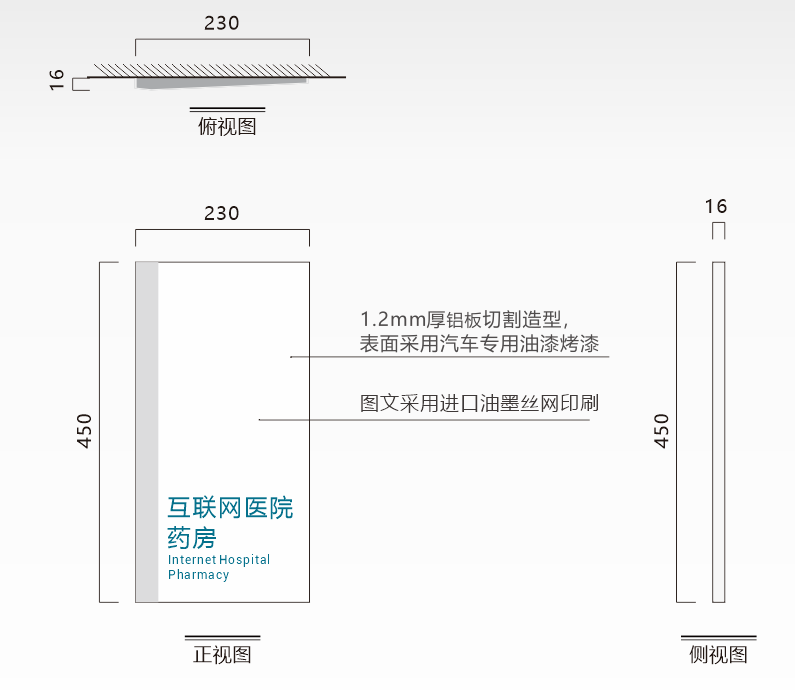 230
16
俯视图
230
16
450
1.2mm厚铝板切割造型，
表面采用汽车专用油漆烤漆
图文采用进口油墨丝网印刷
450
互联网医院
药房
Internet Hospital
Pharmacy
正视图
侧视图